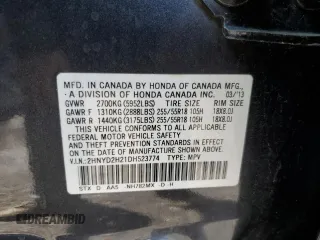 MFD. IN CANADA BY HONDA OF CANADA MFG.,
A DIVISION OF HONDA CANADA INC. 03/13
GVWR 2700KG(5952LBS) TIRE SIZE RIM SIZE
GAWR F 1310KG(2888LBS) 255/55R18 105H 18X8.0J
GAWR R 1440KG(3175LBS) 255/55R18 105H 18X8.0J
THIS VEHICLE CONFORMS TO ALL APPLICABLE
FEDERAL MOTOR VEHICLE SAFETY AND THEFT
PREVENTION STANDARDS IN EFFECT ON THE DATE
OF MANUFACTURE SHOWN ABOVE.
V.I.N.:2HNYD2H21DH523774 TYPE: MPV
STX D AA5 NH782MX D H